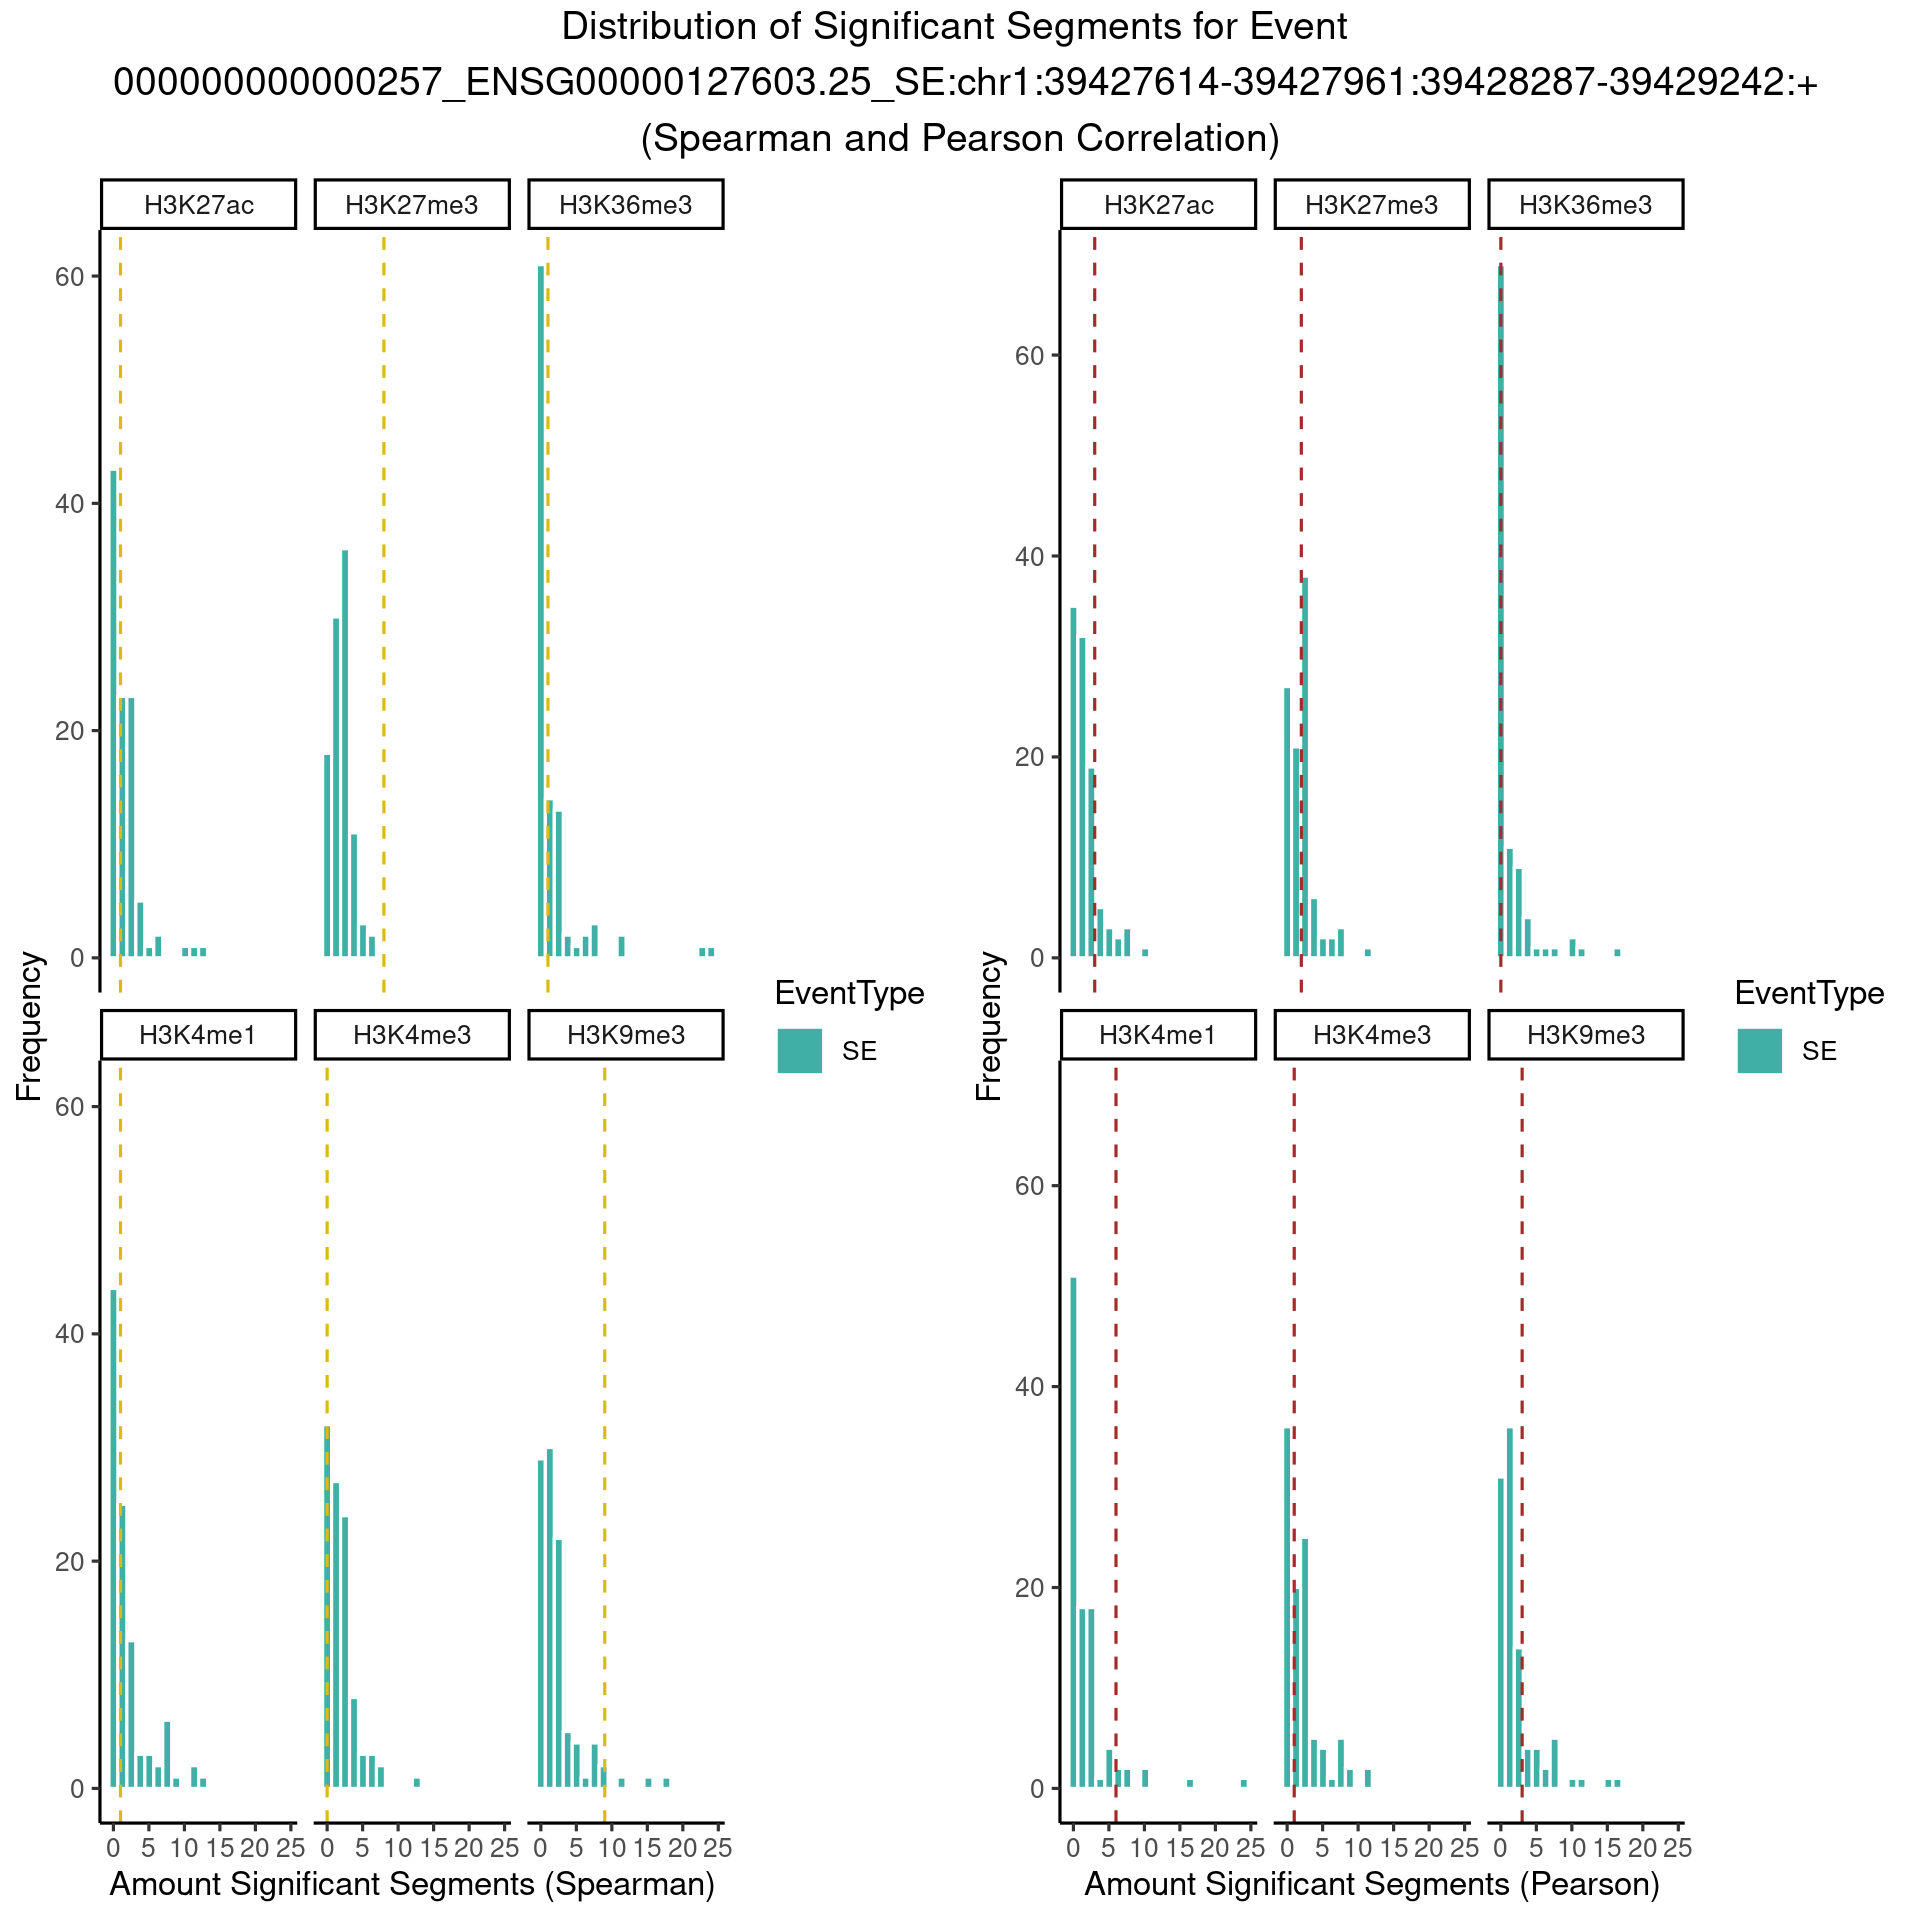 Distribution of Significant Segments for Event
000000000000257_ENSG00000127603.25_SE:chr1:39427614-39427961:39428287-39429242:+
(Spearman and Pearson Correlation)
H3K27ac H3K27me3 H3K36me3
60
40
20
0
H3K4me1 H3K4me3 H3K9me3
60
40
20
0
0 5 10 15 20 25 0 5 10 15 20 25 0 5 10 15 20 25
Frequency
Amount Significant Segments (Spearman)
EventType
SE
H3K27ac H3K27me3 H3K36me3
60
40
20
0
H3K4me1 H3K4me3 H3K9me3
60
40
20
0
0 5 10 15 20 25 0 5 10 15 20 25 0 5 10 15 20 25
Frequency
Amount Significant Segments (Pearson)
EventType
SE